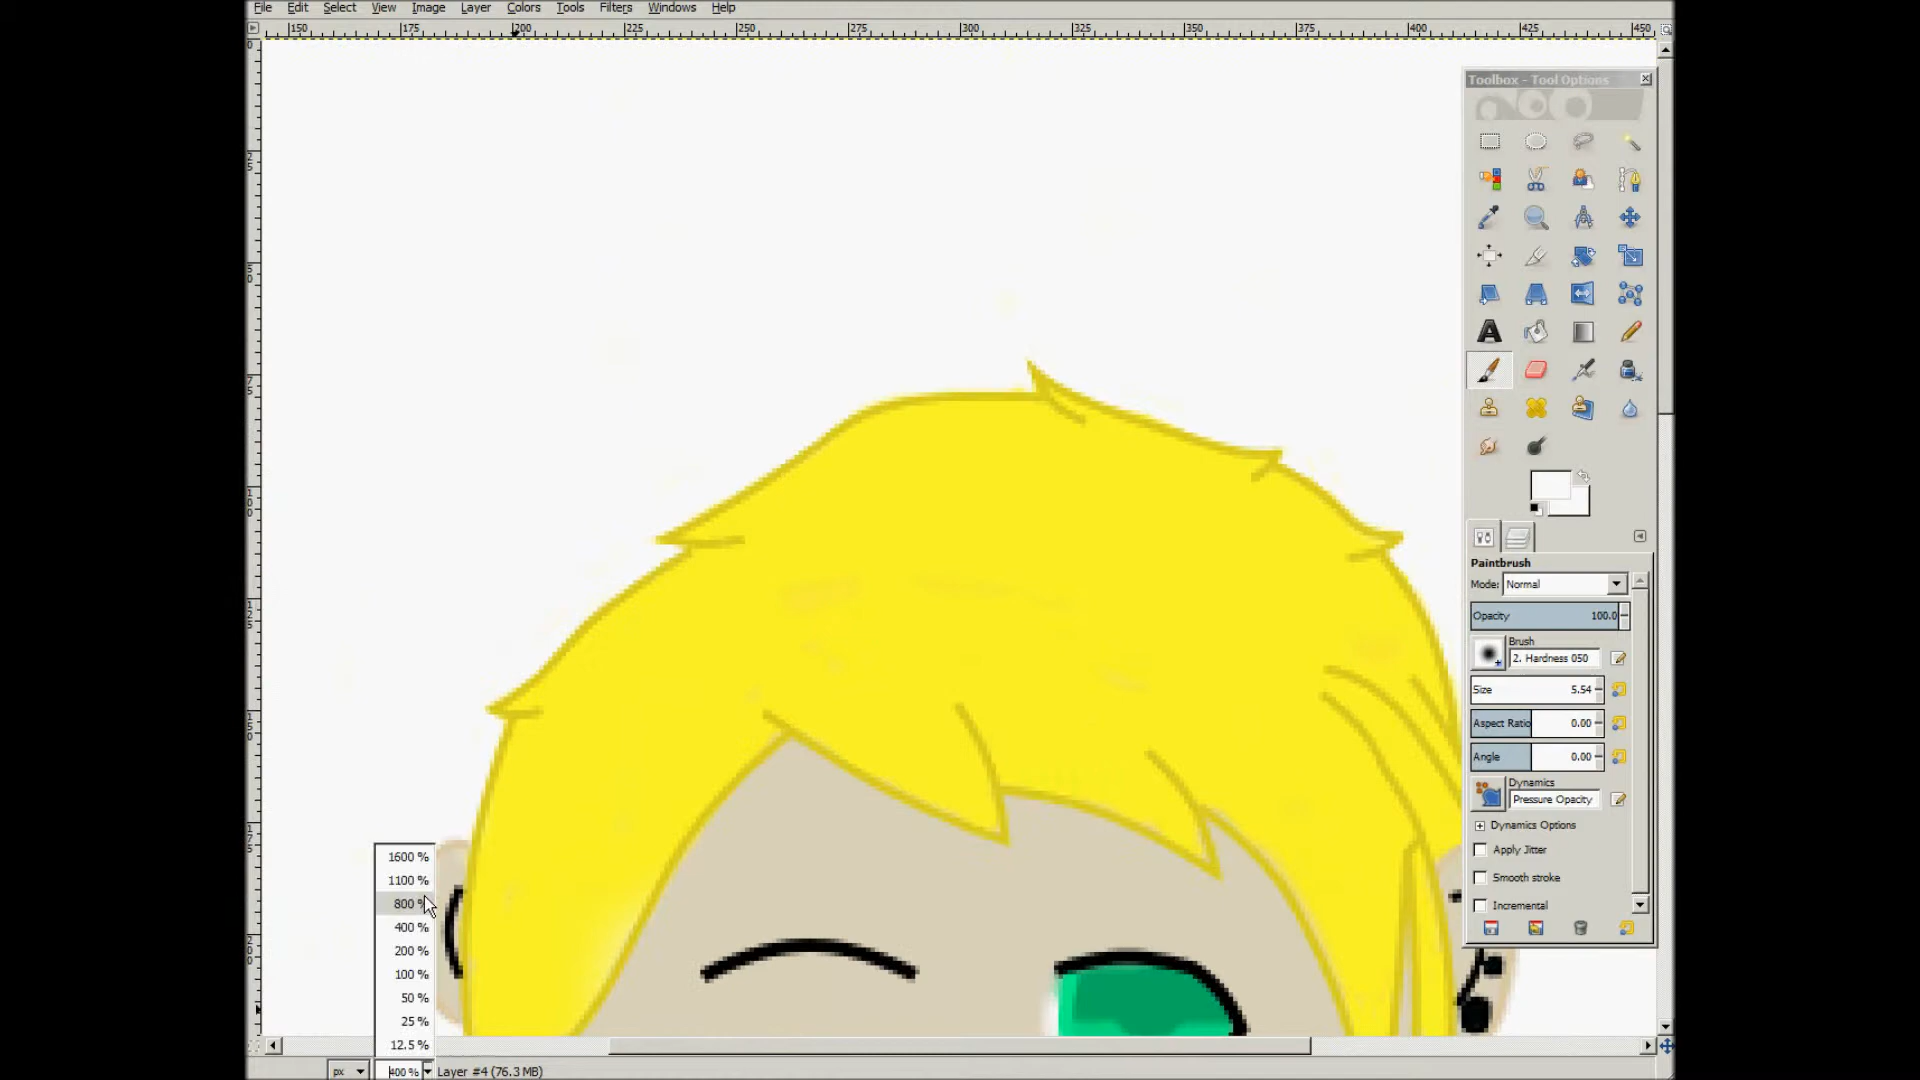 File Edit Select View Image Layer Colors Tools Filters Windows Help
150 175 200 225 250 275 300 325 350 375 400 425 450
Toolbox - Tool Options
Paintbrush
Mode: Normal
Opacity 100.0
Brush
2. Hardness 050
Size 5.54
Aspect Ratio 0.00
Angle 0.00
Dynamics
Pressure Opacity
Dynamics Options
Apply Jitter
Smooth stroke
Incremental
1600 %
1100 %
800 %
400 %
200 %
100 %
50 %
25 %
12.5 %
px 400 % Layer #4 (76.3 MB)